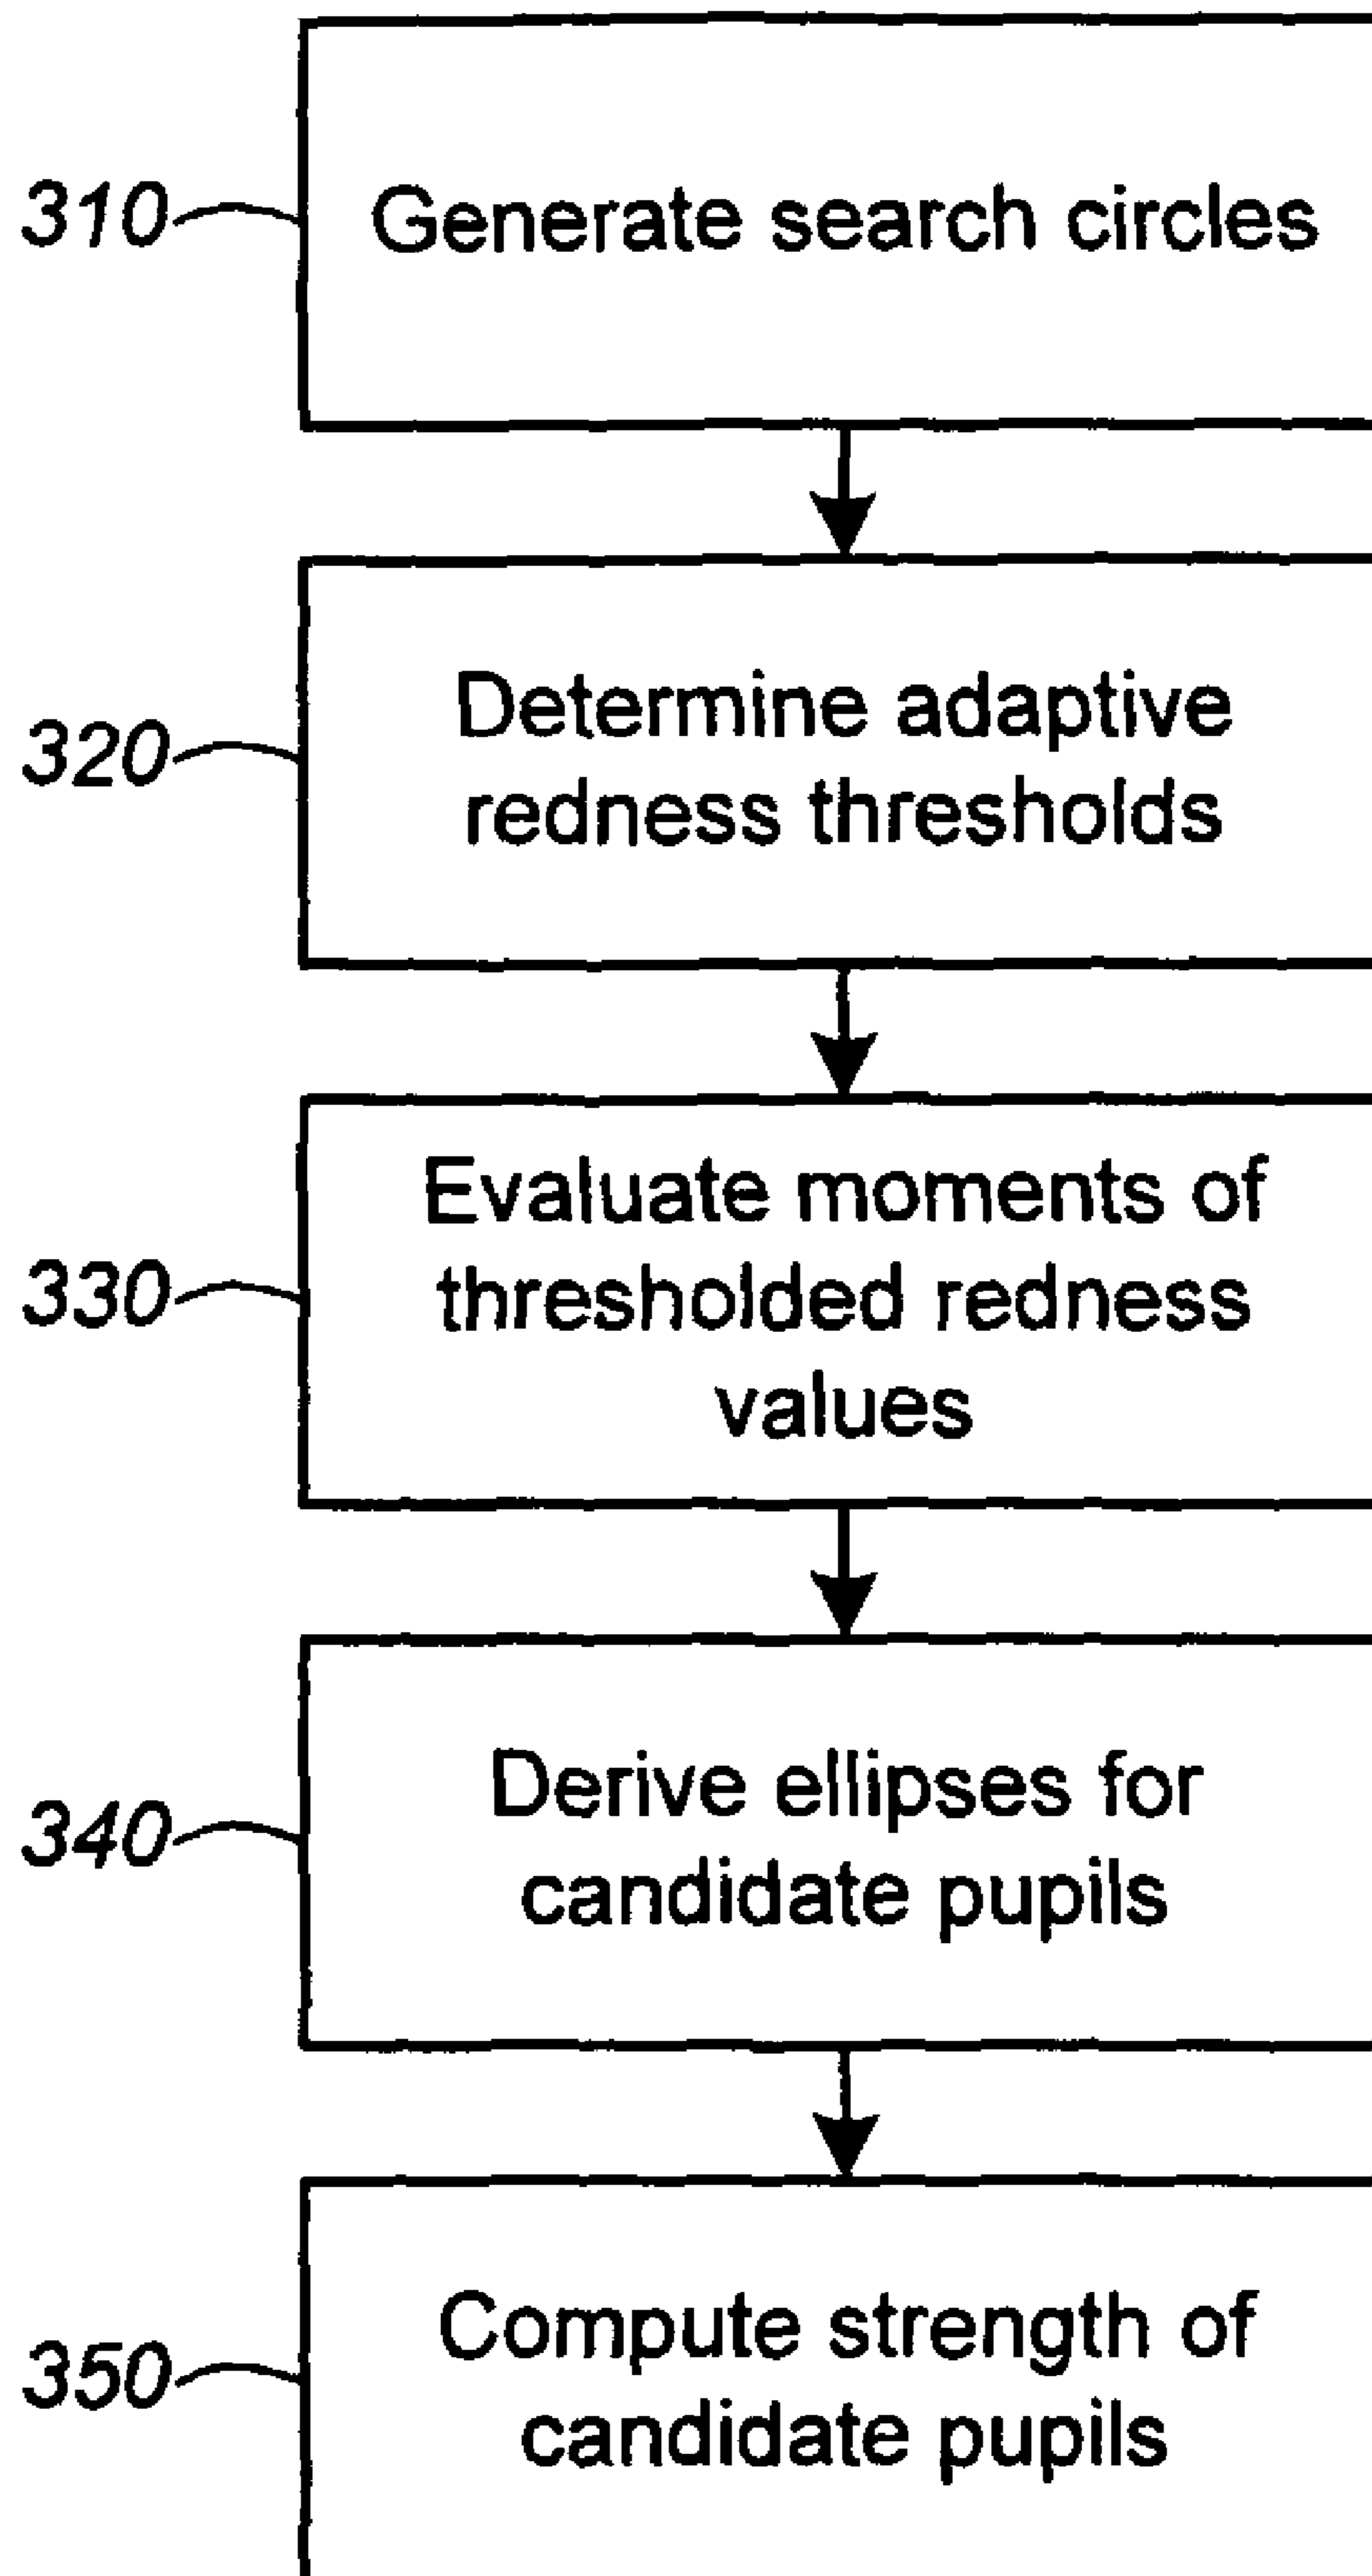 310
Generate search circles
320
Determine adaptive
redness thresholds
330
Evaluate moments of
thresholded redness
values
340
Derive ellipses for
candidate pupils
350
Compute strength of
candidate pupils